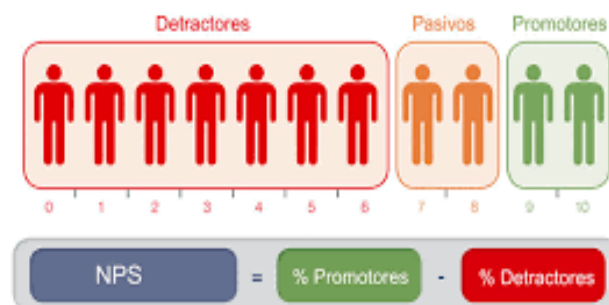 Detractores Pasivos Promotores
0 1 2 3 4 5 6 7 8 9 10
NPS = % Promotores - % Detractores